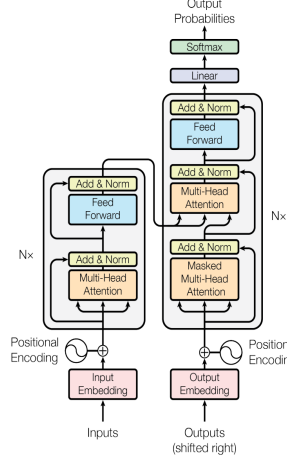 Output
Probabilities
Softmax
Linear
Add & Norm
Feed
Forward
Add & Norm
Multi-Head
Attention
Nx
Add & Norm
Masked
Multi-Head
Attention
Add & Norm
Feed
Forward
Nx
Add & Norm
Multi-Head
Attention
Positional
Encoding
Position
Encodin
Input
Embedding
Output
Embedding
Inputs
Outputs
(shifted right)